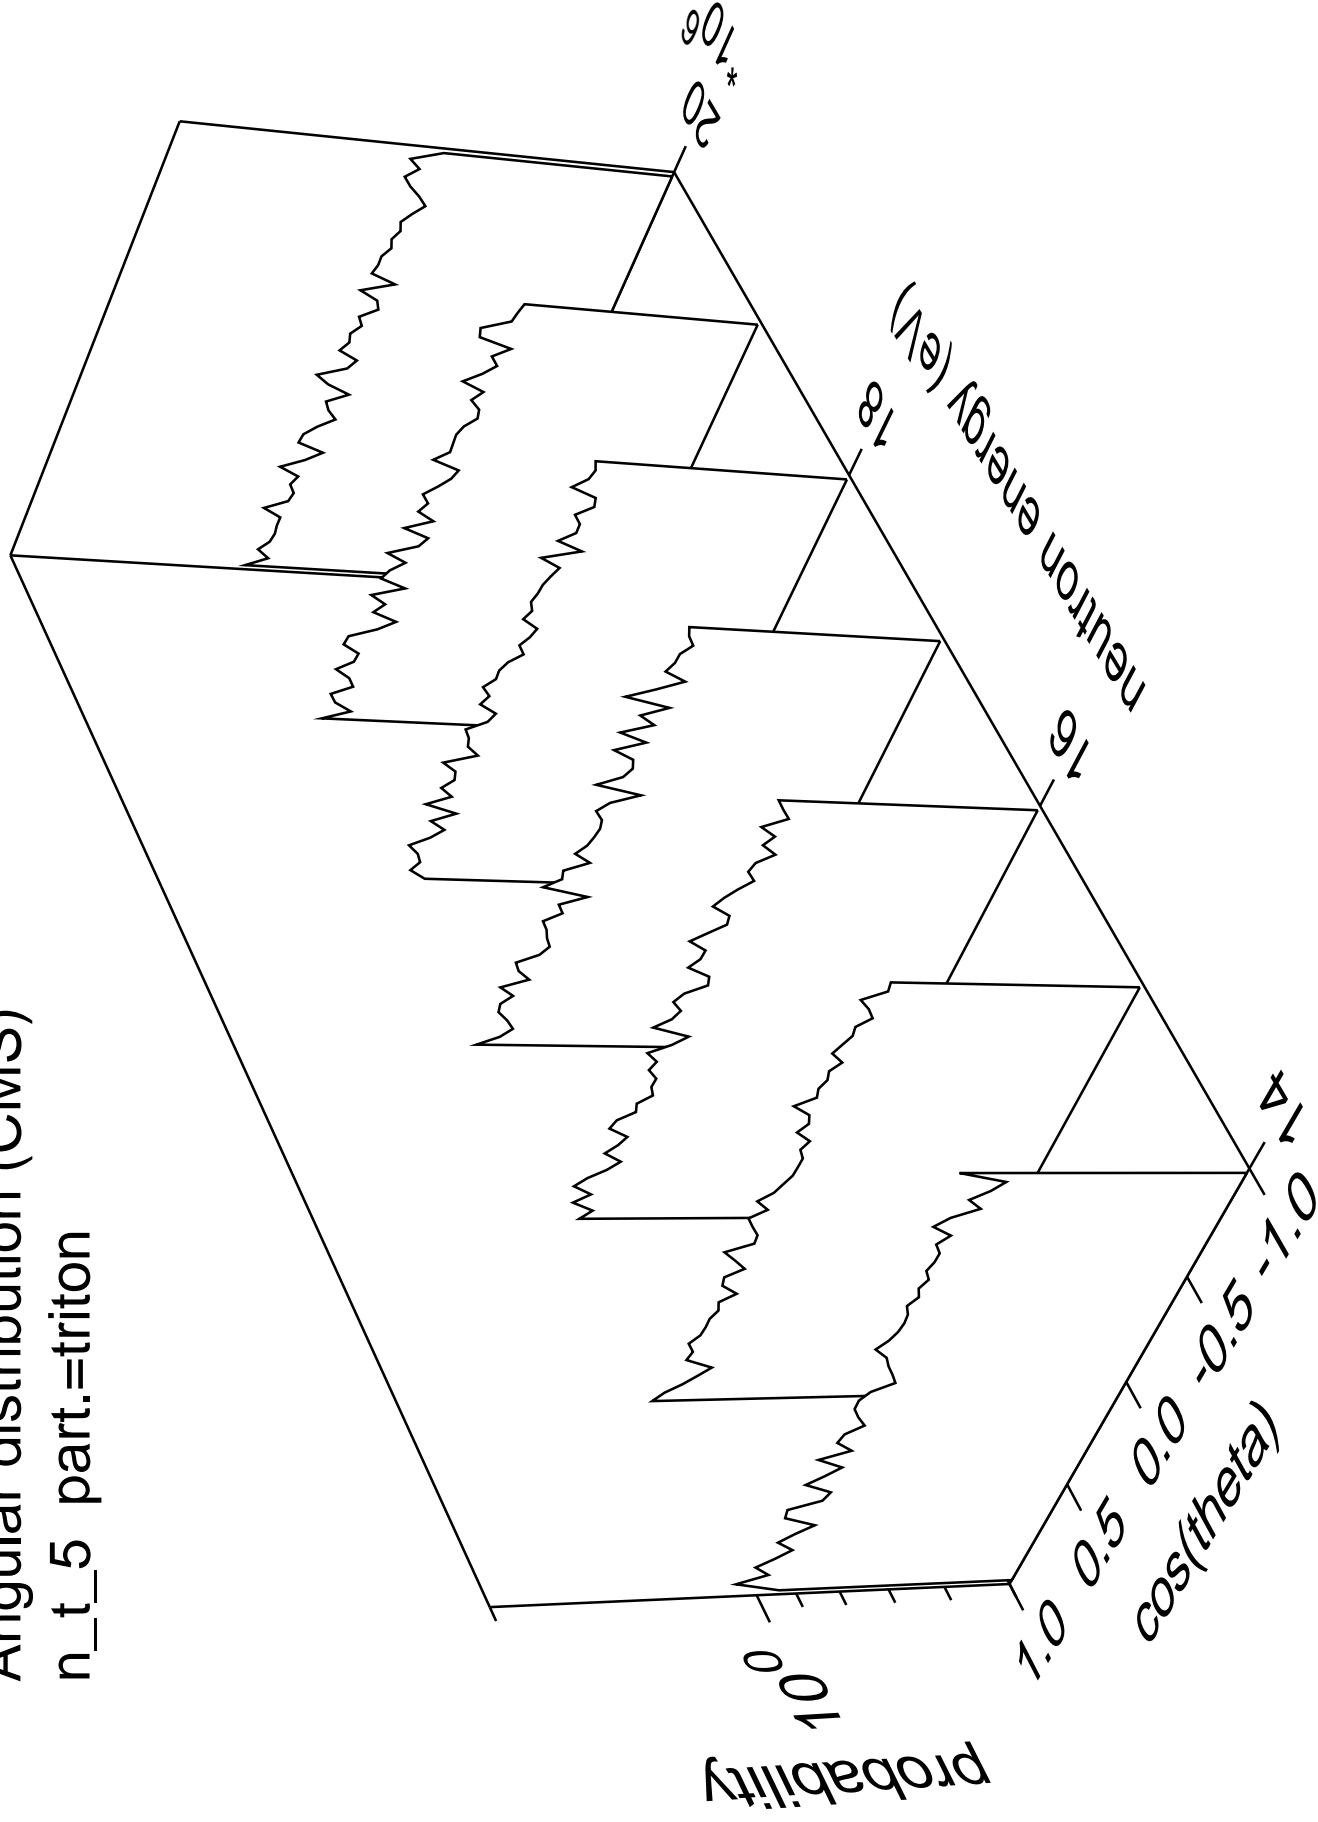 Angular distribution (CMS)
n_t_5 part.=triton
probability
10^0
1.0 0.5 0.0 -0.5 -1.0
cos(theta)
14 16 18 20
*10^6
neutron energy (eV)